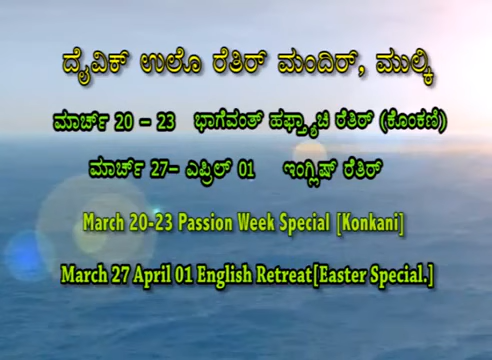 ದೈವಿಕ್ ಉಲೊ ರೆತಿರ್ ಮಂದಿರ್, ಮುಲ್ಕಿ
ಮಾರ್ಚ್ 20 - 23 ಭಾಗೆವಂತ್ ಹಫ್ತ್ಯಾಚಿ ರೆತಿರ್ (ಕೊಂಕಣಿ)
ಮಾರ್ಚ್ 27- ಎಪ್ರಿಲ್ 01 ಇಂಗ್ಲಿಷ್ ರೆತಿರ್
March 20-23 Passion Week Special [Konkani]
March 27 April 01 English Retreat[Easter Special.]